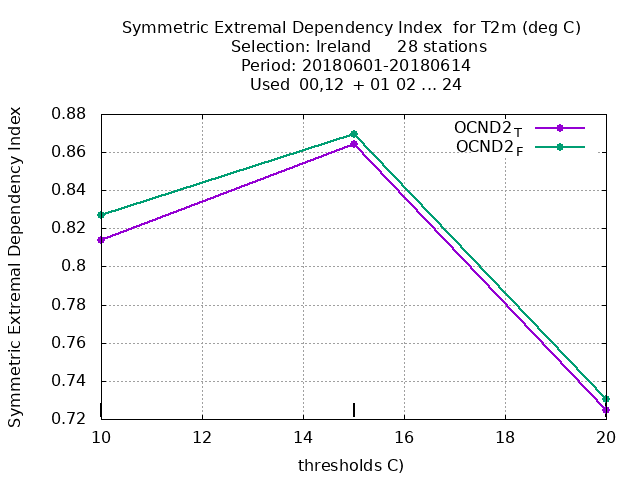 Symmetric Extremal Dependency Index  for T2m (deg C)
Selection: Ireland     28 stations
Period: 20180601-20180614
Used  00,12  + 01 02 ... 24
Symmetric Extremal Dependency Index
0.88
0.86
0.84
0.82
0.8
0.78
0.76
0.74
0.72
OCND2T
OCND2F
10 12 14 16 18 20
thresholds C)